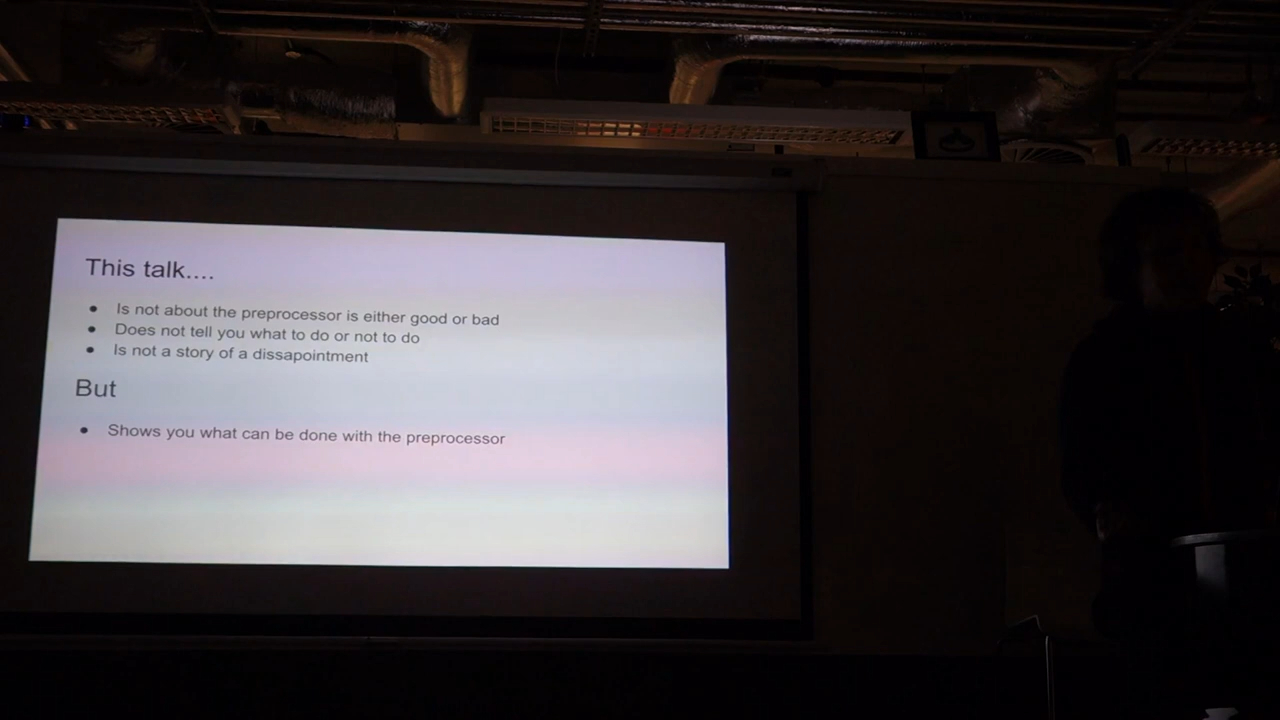 This talk....
● Is not about the preprocessor is either good or bad
● Does not tell you what to do or not to do
● Is not a story of a dissapointment
But
● Shows you what can be done with the preprocessor